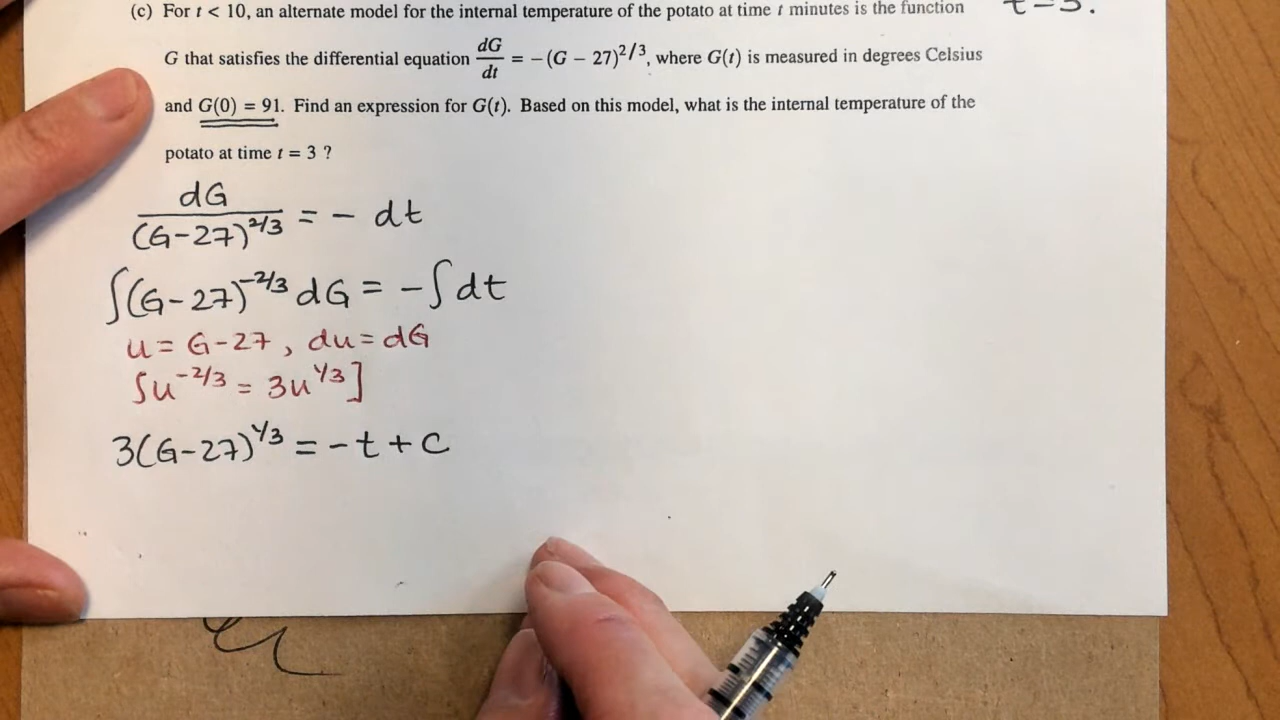 t=3.
(c) For t < 10, an alternate model for the internal temperature of the potato at time t minutes is the function
G that satisfies the differential equation dG/dt = −(G − 27)^2/3, where G(t) is measured in degrees Celsius
and G(0) = 91. Find an expression for G(t). Based on this model, what is the internal temperature of the
potato at time t = 3 ?
dG/(G-27)^2/3 = - dt
∫(G-27)^-2/3 dG = -∫dt
u = G-27, du = dG
∫u^-2/3 = 3u^1/3]
3(G-27)^1/3 = -t + C